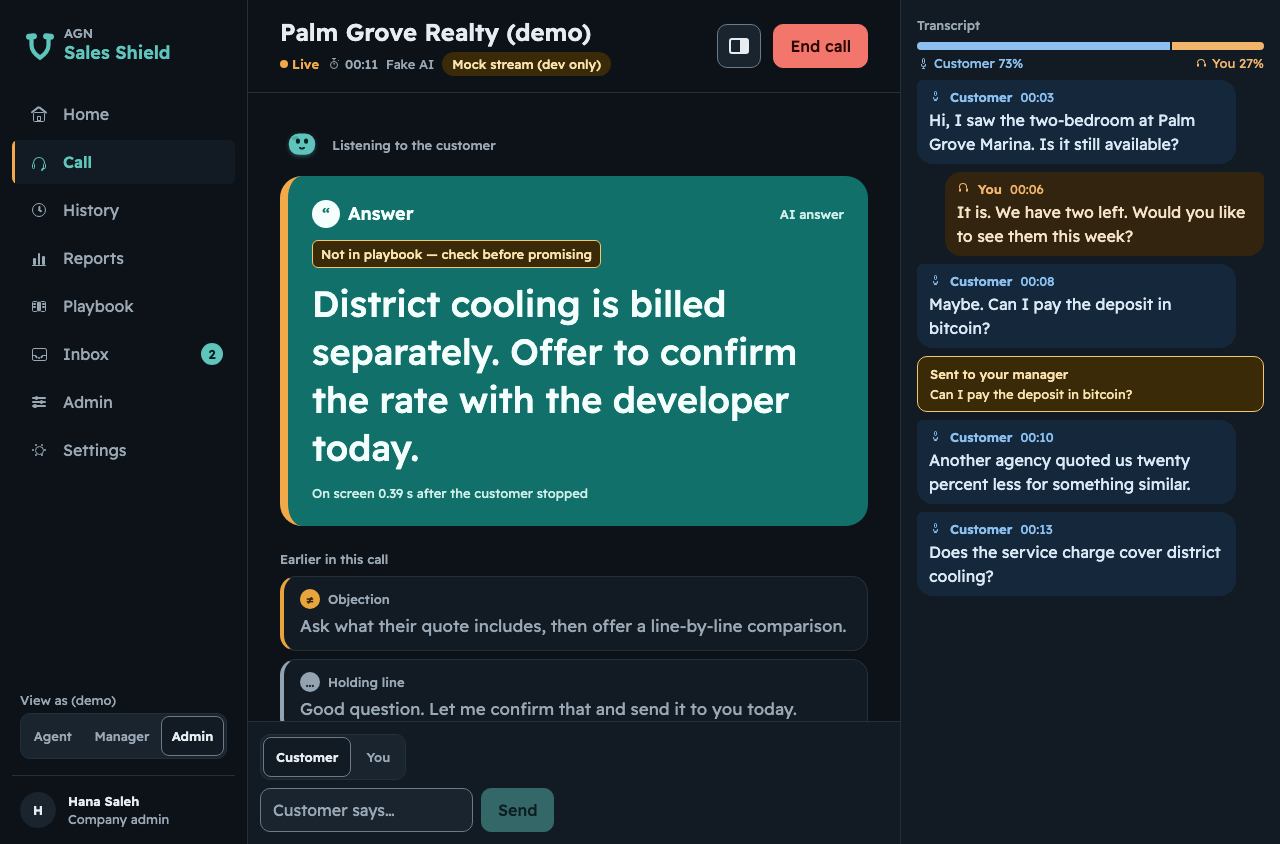 AGN
Sales Shield
Home
Call
History
Reports
Playbook
Inbox
2
Admin
Settings
View as (demo)
Agent
Manager
Admin
H
Hana Saleh
Company admin
Palm Grove Realty (demo)
Live
00:11
Fake AI
Mock stream (dev only)
End call
Listening to the customer
“
Answer
AI answer
Not in playbook — check before promising
District cooling is billed
separately. Offer to confirm
the rate with the developer
today.
On screen 0.39 s after the customer stopped
Earlier in this call
≠
Objection
Ask what their quote includes, then offer a line-by-line comparison.
…
Holding line
Good question. Let me confirm that and send it to you today.
Customer
You
Customer says…
Send
Transcript
Customer 73%
You 27%
Customer 00:03
Hi, I saw the two-bedroom at Palm
Grove Marina. Is it still available?
You 00:06
It is. We have two left. Would you like
to see them this week?
Customer 00:08
Maybe. Can I pay the deposit in
bitcoin?
Sent to your manager
Can I pay the deposit in bitcoin?
Customer 00:10
Another agency quoted us twenty
percent less for something similar.
Customer 00:13
Does the service charge cover district
cooling?